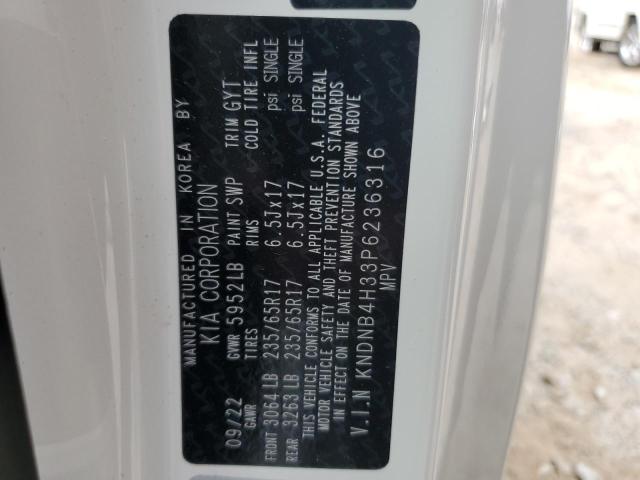 MANUFACTURED IN KOREA BY
KIA CORPORATION
09/22 GVWR 5952LB PAINT SWP TRIM GYT
GAWR TIRES RIMS COLD TIRE INFL
FRONT 3064LB 235/65R17 6.5Jx17 psi SINGLE
REAR 3263LB 235/65R17 6.5Jx17 psi SINGLE
THIS VEHICLE CONFORMS TO ALL APPLICABLE U.S.A. FEDERAL
MOTOR VEHICLE SAFETY AND THEFT PREVENTION STANDARDS
IN EFFECT ON THE DATE OF MANUFACTURE SHOWN ABOVE
V.I.N KNDNB4H33P6236316
MPV